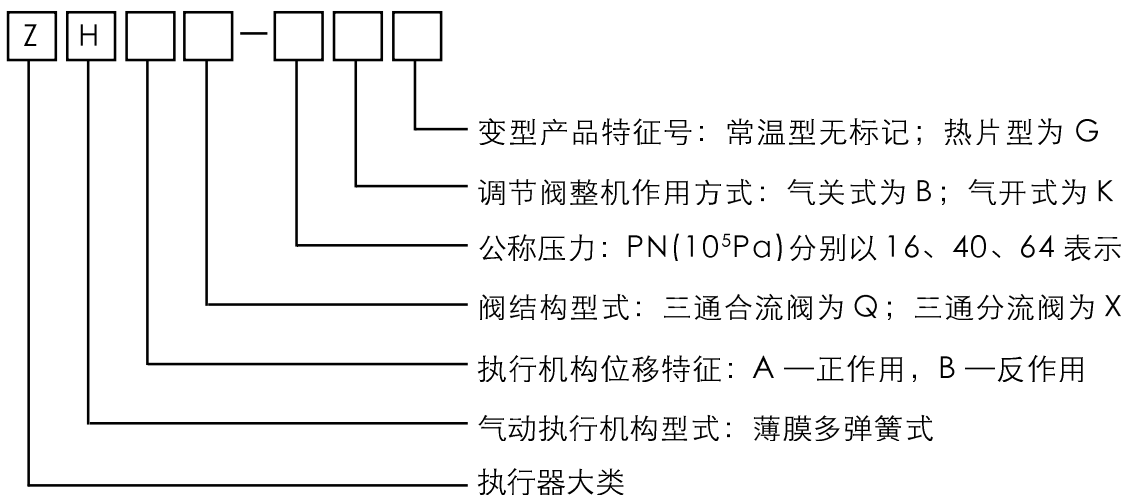 Z H —
变型产品特征号：常温型无标记；热片型为 G
调节阀整机作用方式：气关式为 B；气开式为 K
公称压力：PN(10⁵Pa)分别以 16、40、64 表示
阀结构型式：三通合流阀为 Q；三通分流阀为 X
执行机构位移特征：A —正作用，B —反作用
气动执行机构型式：薄膜多弹簧式
执行器大类